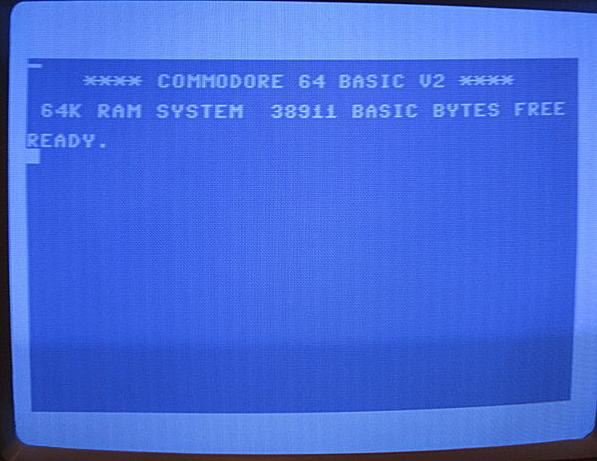 **** COMMODORE 64 BASIC V2 ****
64K RAM SYSTEM  38911 BASIC BYTES FREE
READY.